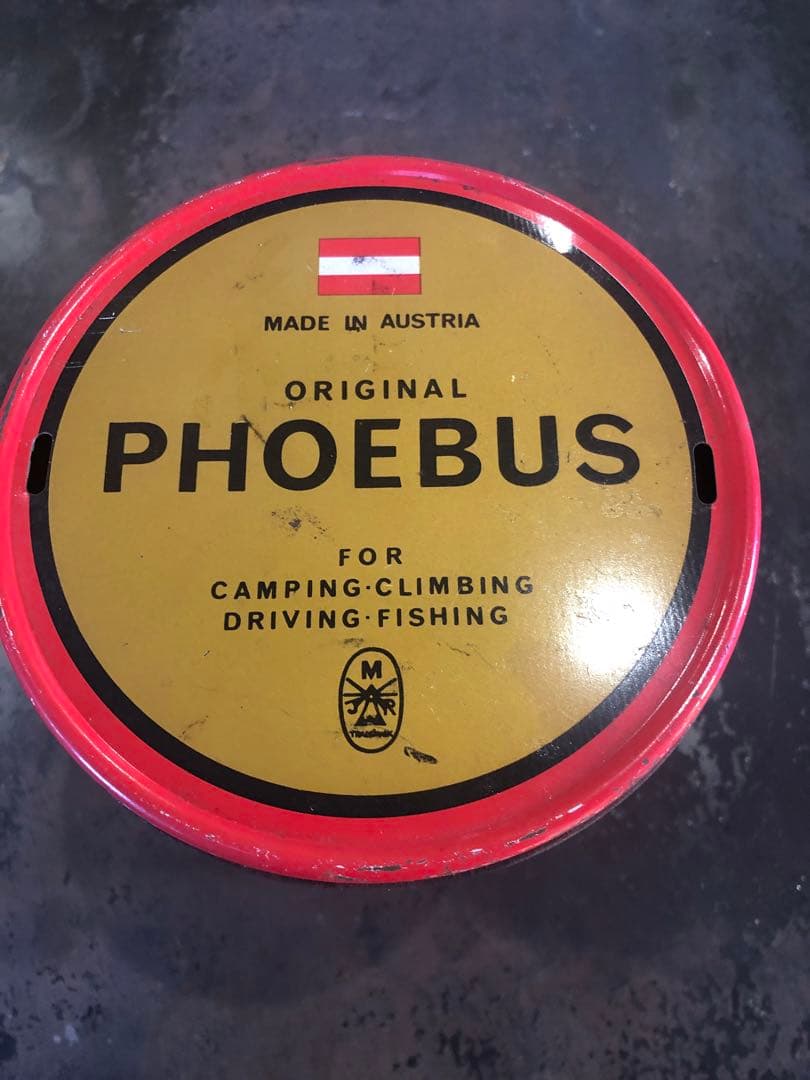 MADE IN AUSTRIA
ORIGINAL
PHOEBUS
FOR
CAMPING·CLIMBING
DRIVING·FISHING
M
J R